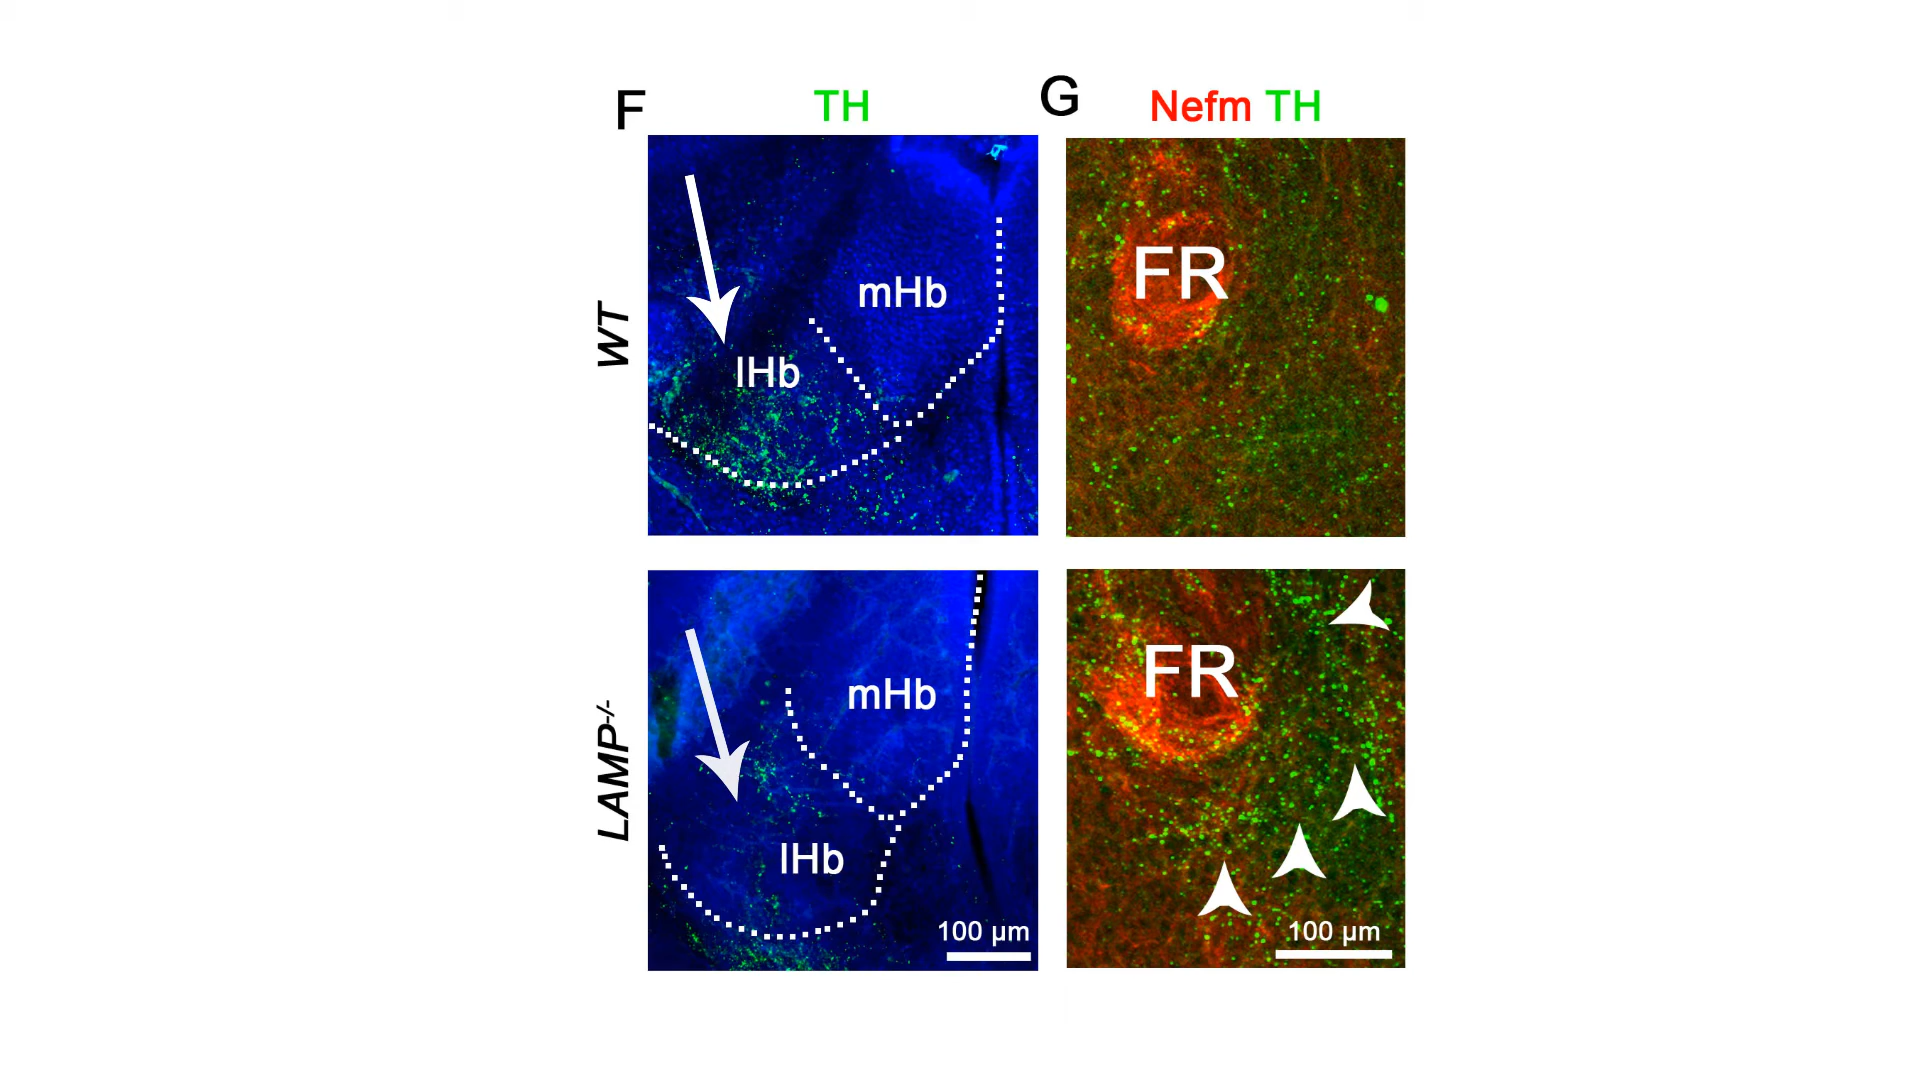 F
TH
G
Nefm TH
WT
mHb
lHb
FR
LAMP-/-
mHb
lHb
100 µm
FR
100 µm